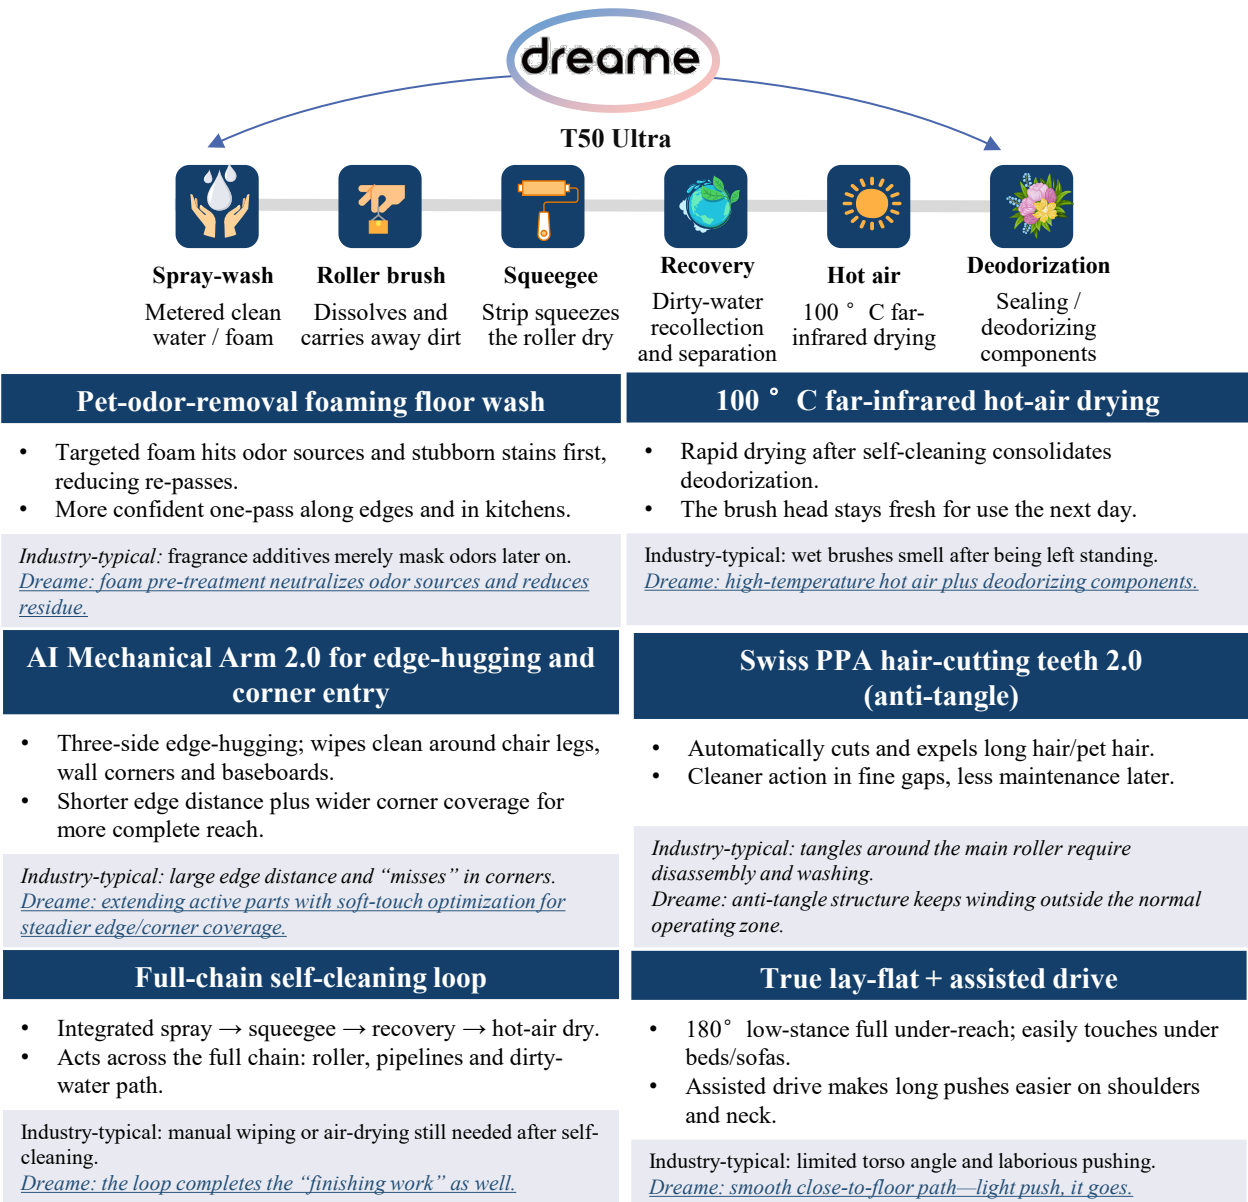 dreame
T50 Ultra
Spray-wash
Metered clean
water / foam
Roller brush
Dissolves and
carries away dirt
Squeegee
Strip squeezes
the roller dry
Recovery
Dirty-water
recollection
and separation
Hot air
100 ° C far-
infrared drying
Deodorization
Sealing /
deodorizing
components
Pet-odor-removal foaming floor wash
• Targeted foam hits odor sources and stubborn stains first,
reducing re-passes.
• More confident one-pass along edges and in kitchens.
Industry-typical: fragrance additives merely mask odors later on.
Dreame: foam pre-treatment neutralizes odor sources and reduces
residue.
100 ° C far-infrared hot-air drying
• Rapid drying after self-cleaning consolidates
deodorization.
• The brush head stays fresh for use the next day.
Industry-typical: wet brushes smell after being left standing.
Dreame: high-temperature hot air plus deodorizing components.
AI Mechanical Arm 2.0 for edge-hugging and
corner entry
• Three-side edge-hugging; wipes clean around chair legs,
wall corners and baseboards.
• Shorter edge distance plus wider corner coverage for
more complete reach.
Industry-typical: large edge distance and “misses” in corners.
Dreame: extending active parts with soft-touch optimization for
steadier edge/corner coverage.
Swiss PPA hair-cutting teeth 2.0
(anti-tangle)
• Automatically cuts and expels long hair/pet hair.
• Cleaner action in fine gaps, less maintenance later.
Industry-typical: tangles around the main roller require
disassembly and washing.
Dreame: anti-tangle structure keeps winding outside the normal
operating zone.
Full-chain self-cleaning loop
• Integrated spray → squeegee → recovery → hot-air dry.
• Acts across the full chain: roller, pipelines and dirty-
water path.
Industry-typical: manual wiping or air-drying still needed after self-
cleaning.
Dreame: the loop completes the “finishing work” as well.
True lay-flat + assisted drive
• 180° low-stance full under-reach; easily touches under
beds/sofas.
• Assisted drive makes long pushes easier on shoulders
and neck.
Industry-typical: limited torso angle and laborious pushing.
Dreame: smooth close-to-floor path—light push, it goes.